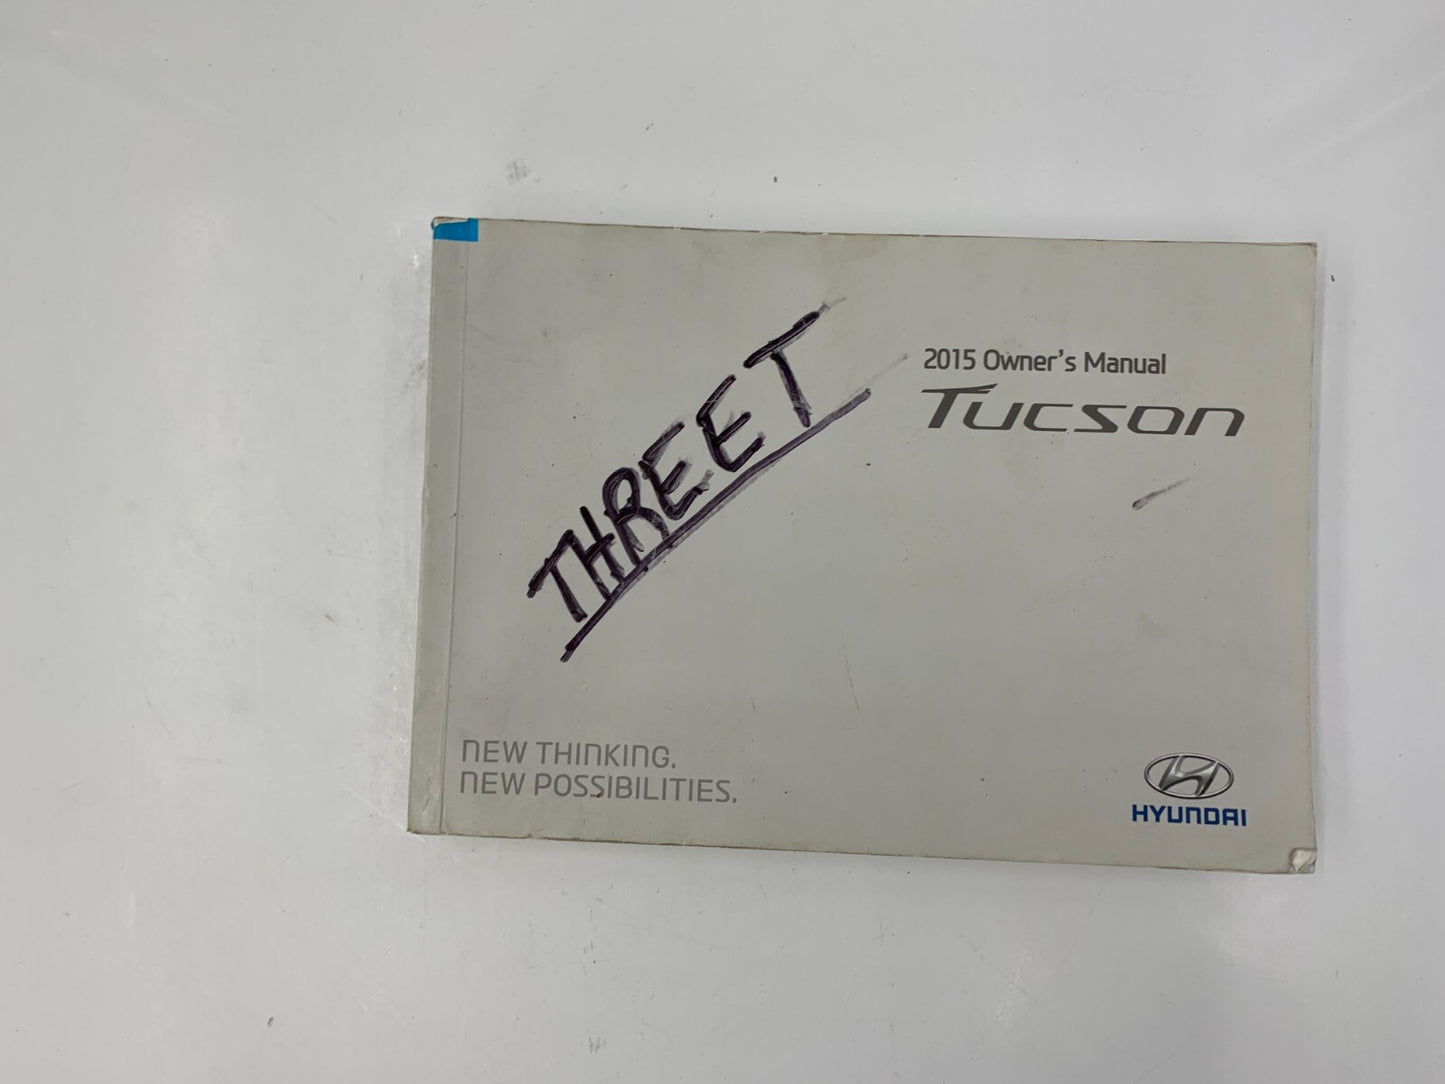 2015 Owner's Manual
Tucson
THREET
NEW THINKING.
NEW POSSIBILITIES.
HYUNDAI